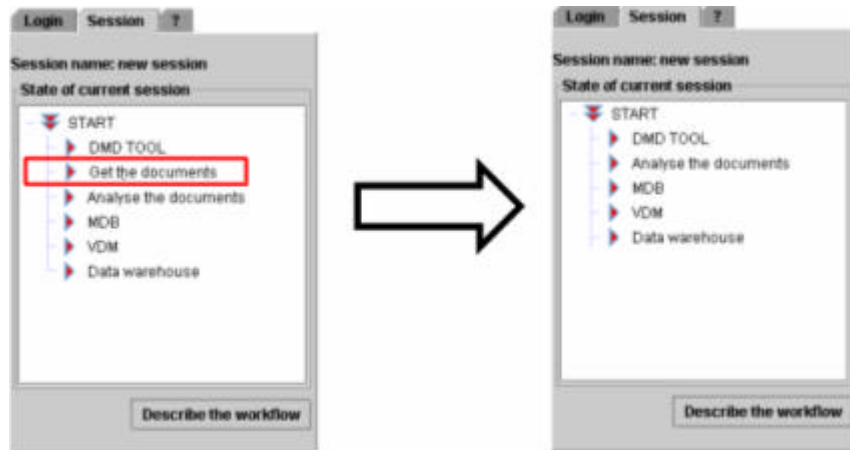 Login Session ?
Session name: new session
State of current session
START
DMD TOOL
Get the documents
Analyse the documents
MDB
VDM
Data warehouse
Describe the workflow
Login Session ?
Session name: new session
State of current session
START
DMD TOOL
Analyse the documents
MDB
VDM
Data warehouse
Describe the workflow